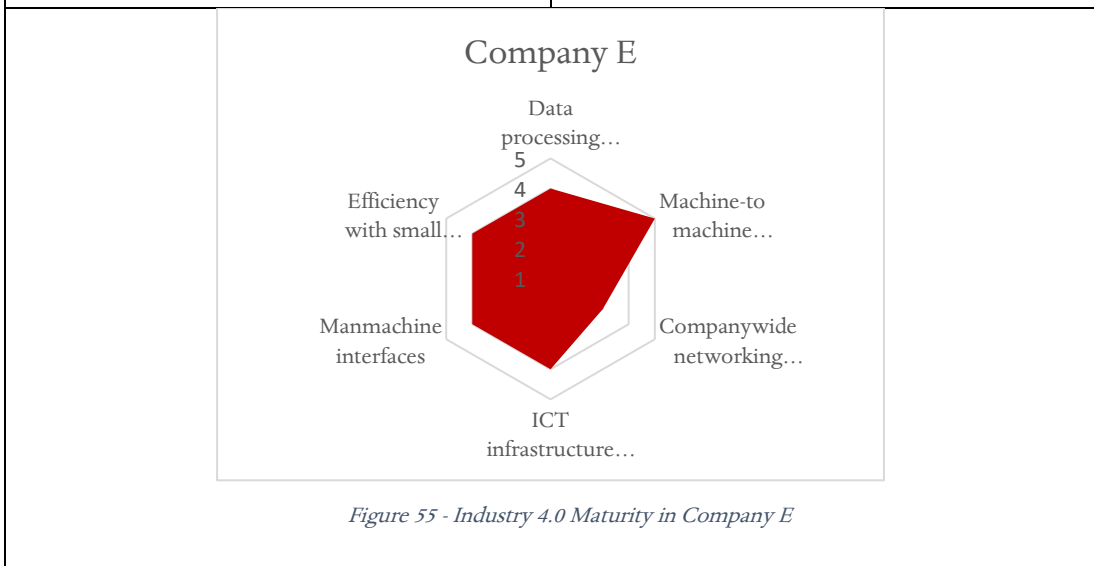 Company E
Data
processing…
5
4
3
2
1
Efficiency
with small…
Machine-to
machine…
Manmachine
interfaces
Companywide
networking…
ICT
infrastructure…
Figure 55 - Industry 4.0 Maturity in Company E